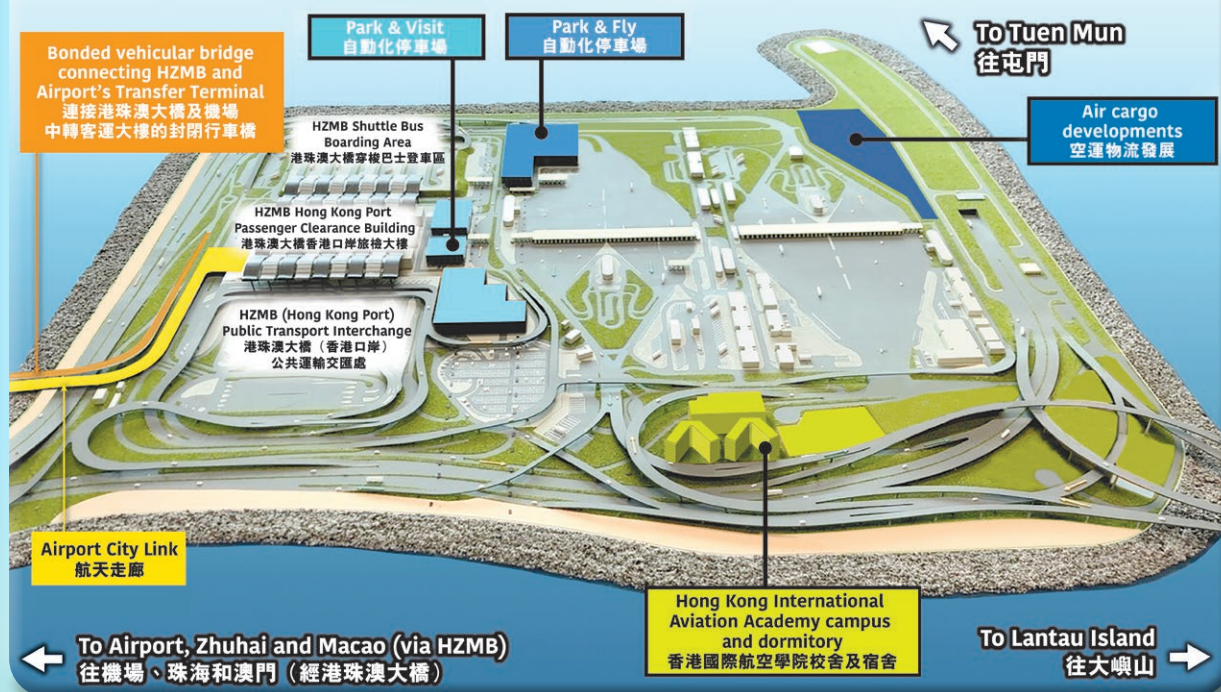 Bonded vehicular bridge
connecting HZMB and
Airport's Transfer Terminal
連接港珠澳大橋及機場
中轉客運大樓的封閉行車橋
Park & Visit
自動化停車場
Park & Fly
自動化停車場
To Tuen Mun
往屯門
Air cargo
developments
空運物流發展
HZMB Shuttle Bus
Boarding Area
港珠澳大橋穿梭巴士登車區
HZMB Hong Kong Port
Passenger Clearance Building
港珠澳大橋香港口岸旅檢大樓
HZMB (Hong Kong Port)
Public Transport Interchange
港珠澳大橋（香港口岸）
公共運輸交匯處
Airport City Link
航天走廊
Hong Kong International
Aviation Academy campus
and dormitory
香港國際航空學院校舍及宿舍
To Airport, Zhuhai and Macao (via HZMB)
往機場、珠海和澳門（經港珠澳大橋）
To Lantau Island
往大嶼山